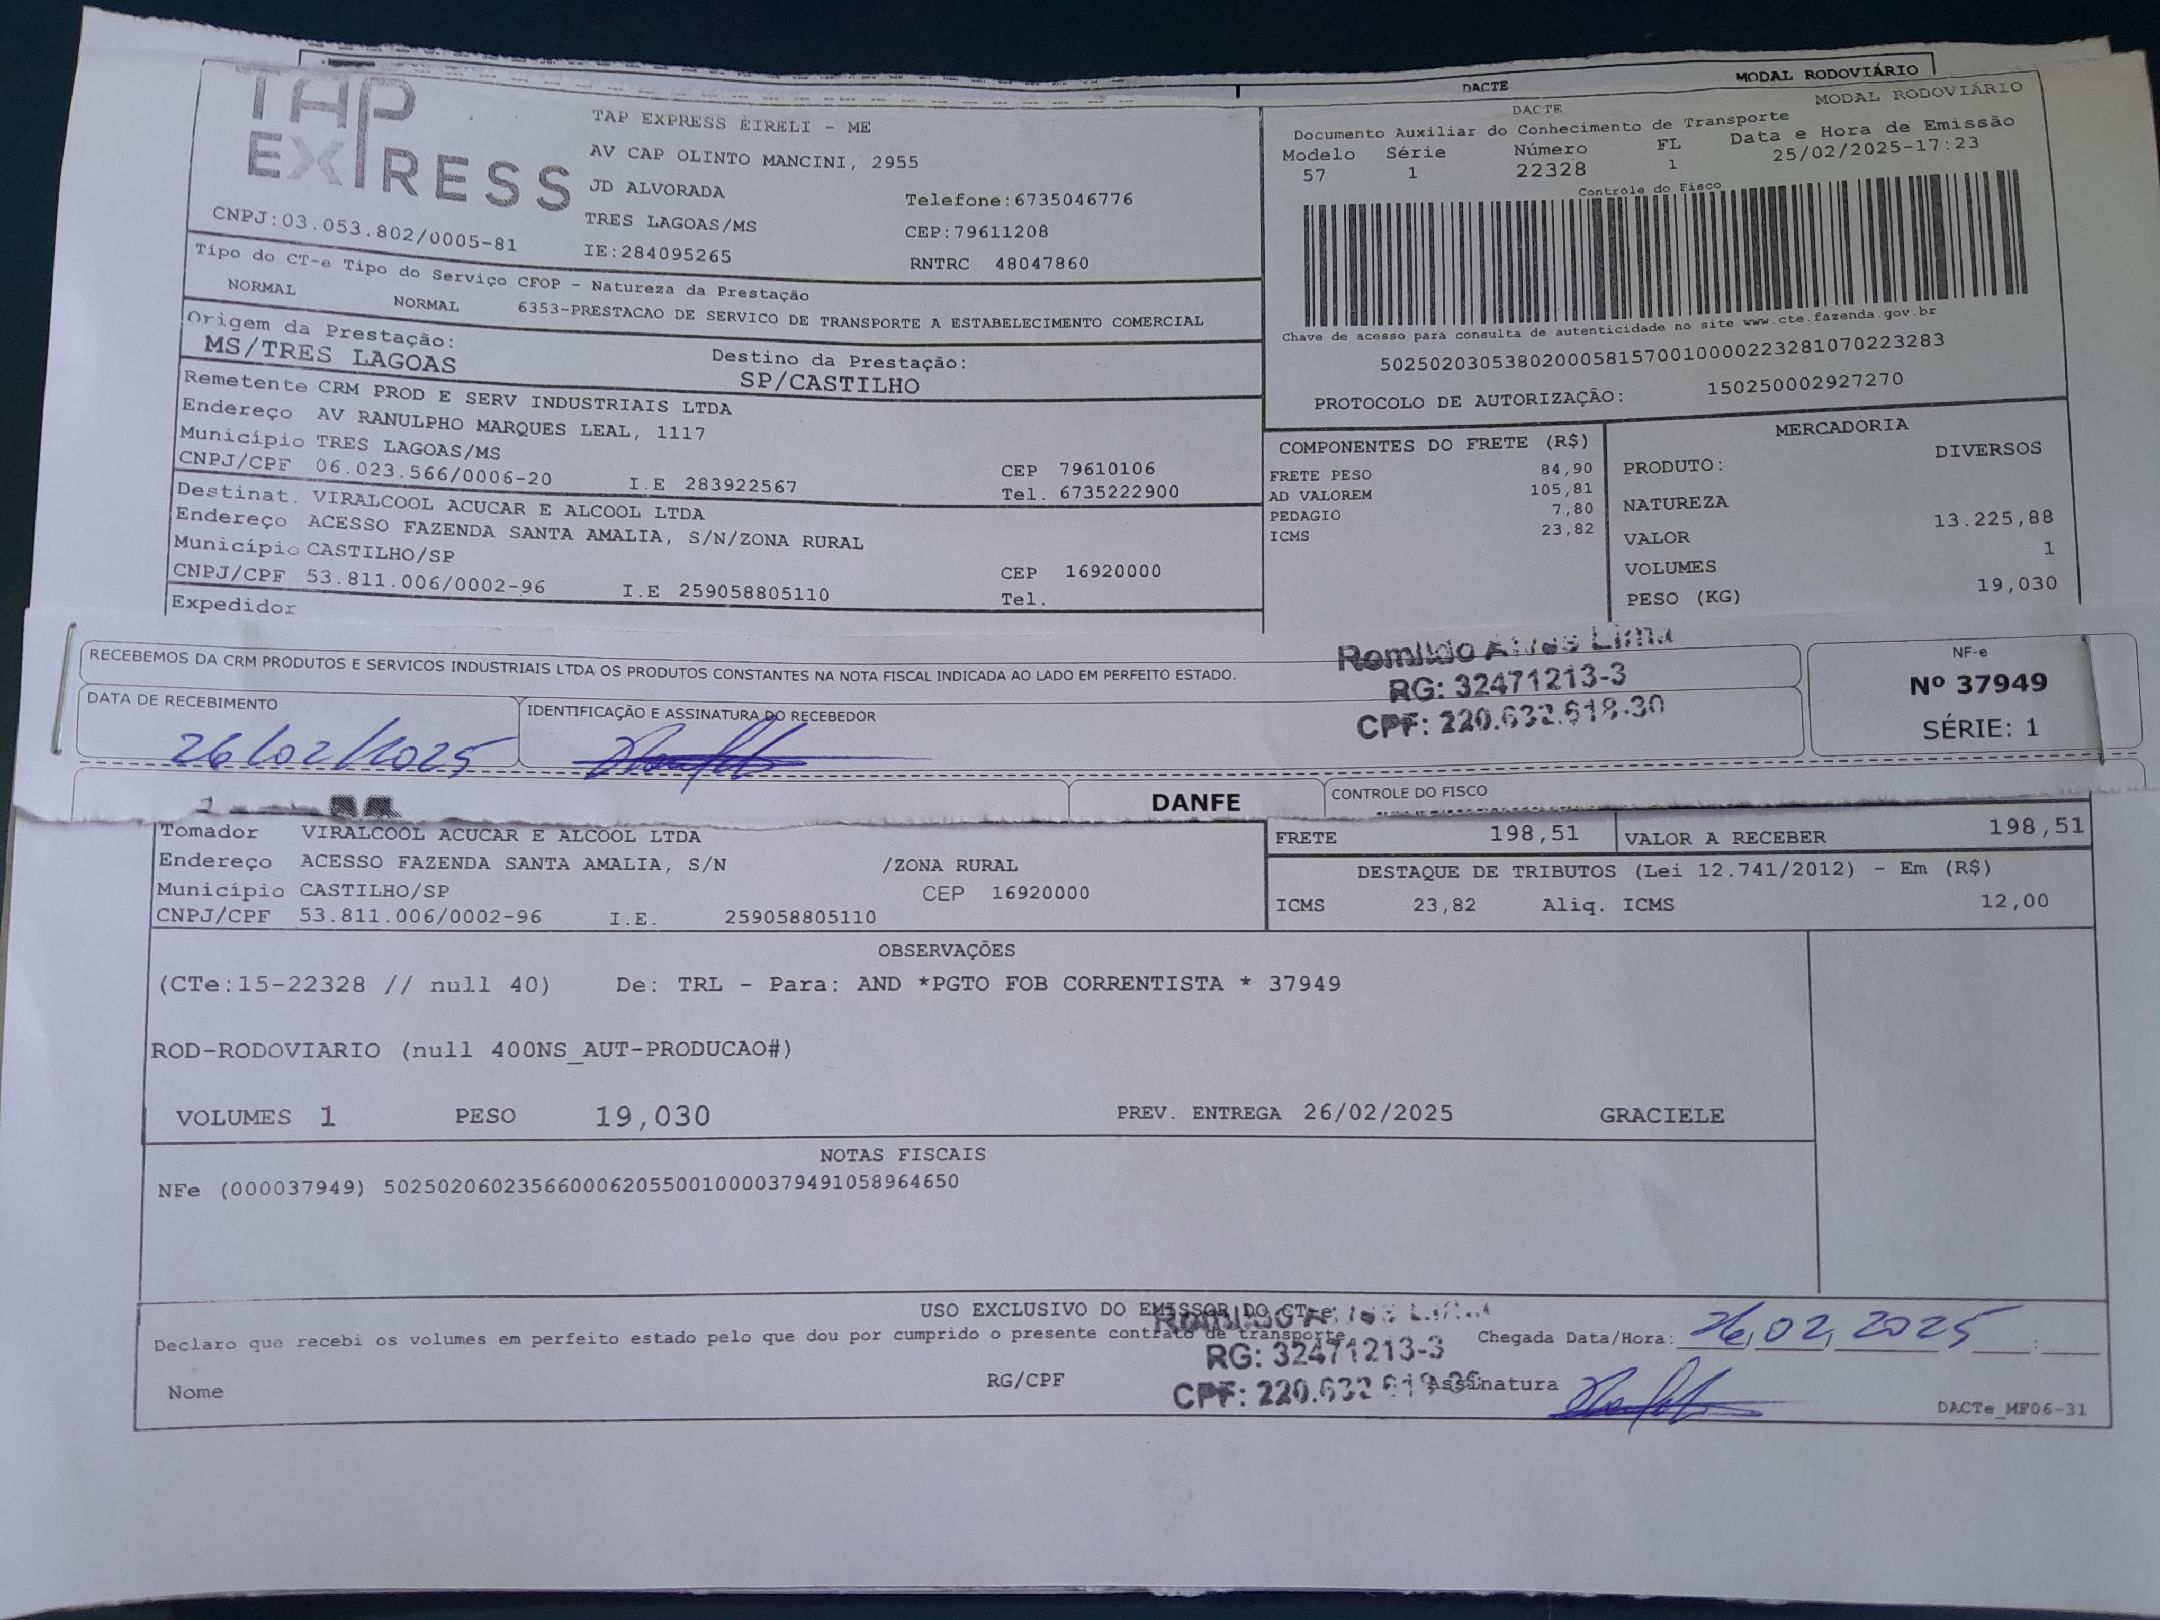 DACTE MODAL RODOVIÁRIO
TAP EXPRESS
CNPJ:03.053.802/0005-81
TAP EXPRESS EIRELI - ME
AV CAP OLINTO MANCINI, 2955
JD ALVORADA
Telefone:6735046776
TRES LAGOAS/MS
CEP:79611208
IE:284095265
RNTRC 48047860
DACTE MODAL RODOVIÁRIO
Documento Auxiliar do Conhecimento de Transporte
Modelo Série Número FL Data e Hora de Emissão
57 1 22328 1 25/02/2025-17:23
Controle do Fisco
Chave de acesso para consulta de autenticidade no site www.cte.fazenda.gov.br
50250203053802000581570010000223281070223283
PROTOCOLO DE AUTORIZAÇÃO: 150250002927270
Tipo do CT-e Tipo do Serviço CFOP - Natureza da Prestação
NORMAL NORMAL 6353-PRESTACAO DE SERVICO DE TRANSPORTE A ESTABELECIMENTO COMERCIAL
Origem da Prestação: Destino da Prestação:
MS/TRES LAGOAS SP/CASTILHO
Remetente CRM PROD E SERV INDUSTRIAIS LTDA
Endereço AV RANULPHO MARQUES LEAL, 1117
Município TRES LAGOAS/MS CEP 79610106
CNPJ/CPF 06.023.566/0006-20 I.E 283922567 Tel. 6735222900
Destinat. VIRALCOOL ACUCAR E ALCOOL LTDA
Endereço ACESSO FAZENDA SANTA AMALIA, S/N/ZONA RURAL
Município CASTILHO/SP CEP 16920000
CNPJ/CPF 53.811.006/0002-96 I.E 259058805110 Tel.
Expedidor
COMPONENTES DO FRETE (R$)
FRETE PESO 84,90
AD VALOREM 105,81
PEDAGIO 7,80
ICMS 23,82
MERCADORIA
PRODUTO: DIVERSOS
NATUREZA
VALOR 13.225,88
VOLUMES 1
PESO (KG) 19,030
RECEBEMOS DA CRM PRODUTOS E SERVICOS INDUSTRIAIS LTDA OS PRODUTOS CONSTANTES NA NOTA FISCAL INDICADA AO LADO EM PERFEITO ESTADO.
DATA DE RECEBIMENTO
26/02/2025
IDENTIFICAÇÃO E ASSINATURA DO RECEBEDOR
Romildo Alves Lima
RG: 32471213-3
CPF: 220.632.618-30
NF-e
Nº 37949
SÉRIE: 1
DANFE
CONTROLE DO FISCO
Tomador VIRALCOOL ACUCAR E ALCOOL LTDA
Endereço ACESSO FAZENDA SANTA AMALIA, S/N /ZONA RURAL
Município CASTILHO/SP CEP 16920000
CNPJ/CPF 53.811.006/0002-96 I.E. 259058805110
FRETE 198,51 VALOR A RECEBER 198,51
DESTAQUE DE TRIBUTOS (Lei 12.741/2012) - Em (R$)
ICMS 23,82 Aliq. ICMS 12,00
OBSERVAÇÕES
(CTe:15-22328 // null 40) De: TRL - Para: AND *PGTO FOB CORRENTISTA * 37949
ROD-RODOVIARIO (null 400NS_AUT-PRODUCAO#)
VOLUMES 1 PESO 19,030 PREV. ENTREGA 26/02/2025 GRACIELE
NOTAS FISCAIS
NFe (000037949) 50250206023566000620550010000379491058964650
USO EXCLUSIVO DO EMISSOR DO CT-e
Declaro que recebi os volumes em perfeito estado pelo que dou por cumprido o presente contrato de transporte. Chegada Data/Hora: 26/02/2025 :
Romildo Alves Lima
RG: 32471213-3
Nome RG/CPF Assinatura
CPF: 220.632.618-30
DACTe_MF06-31